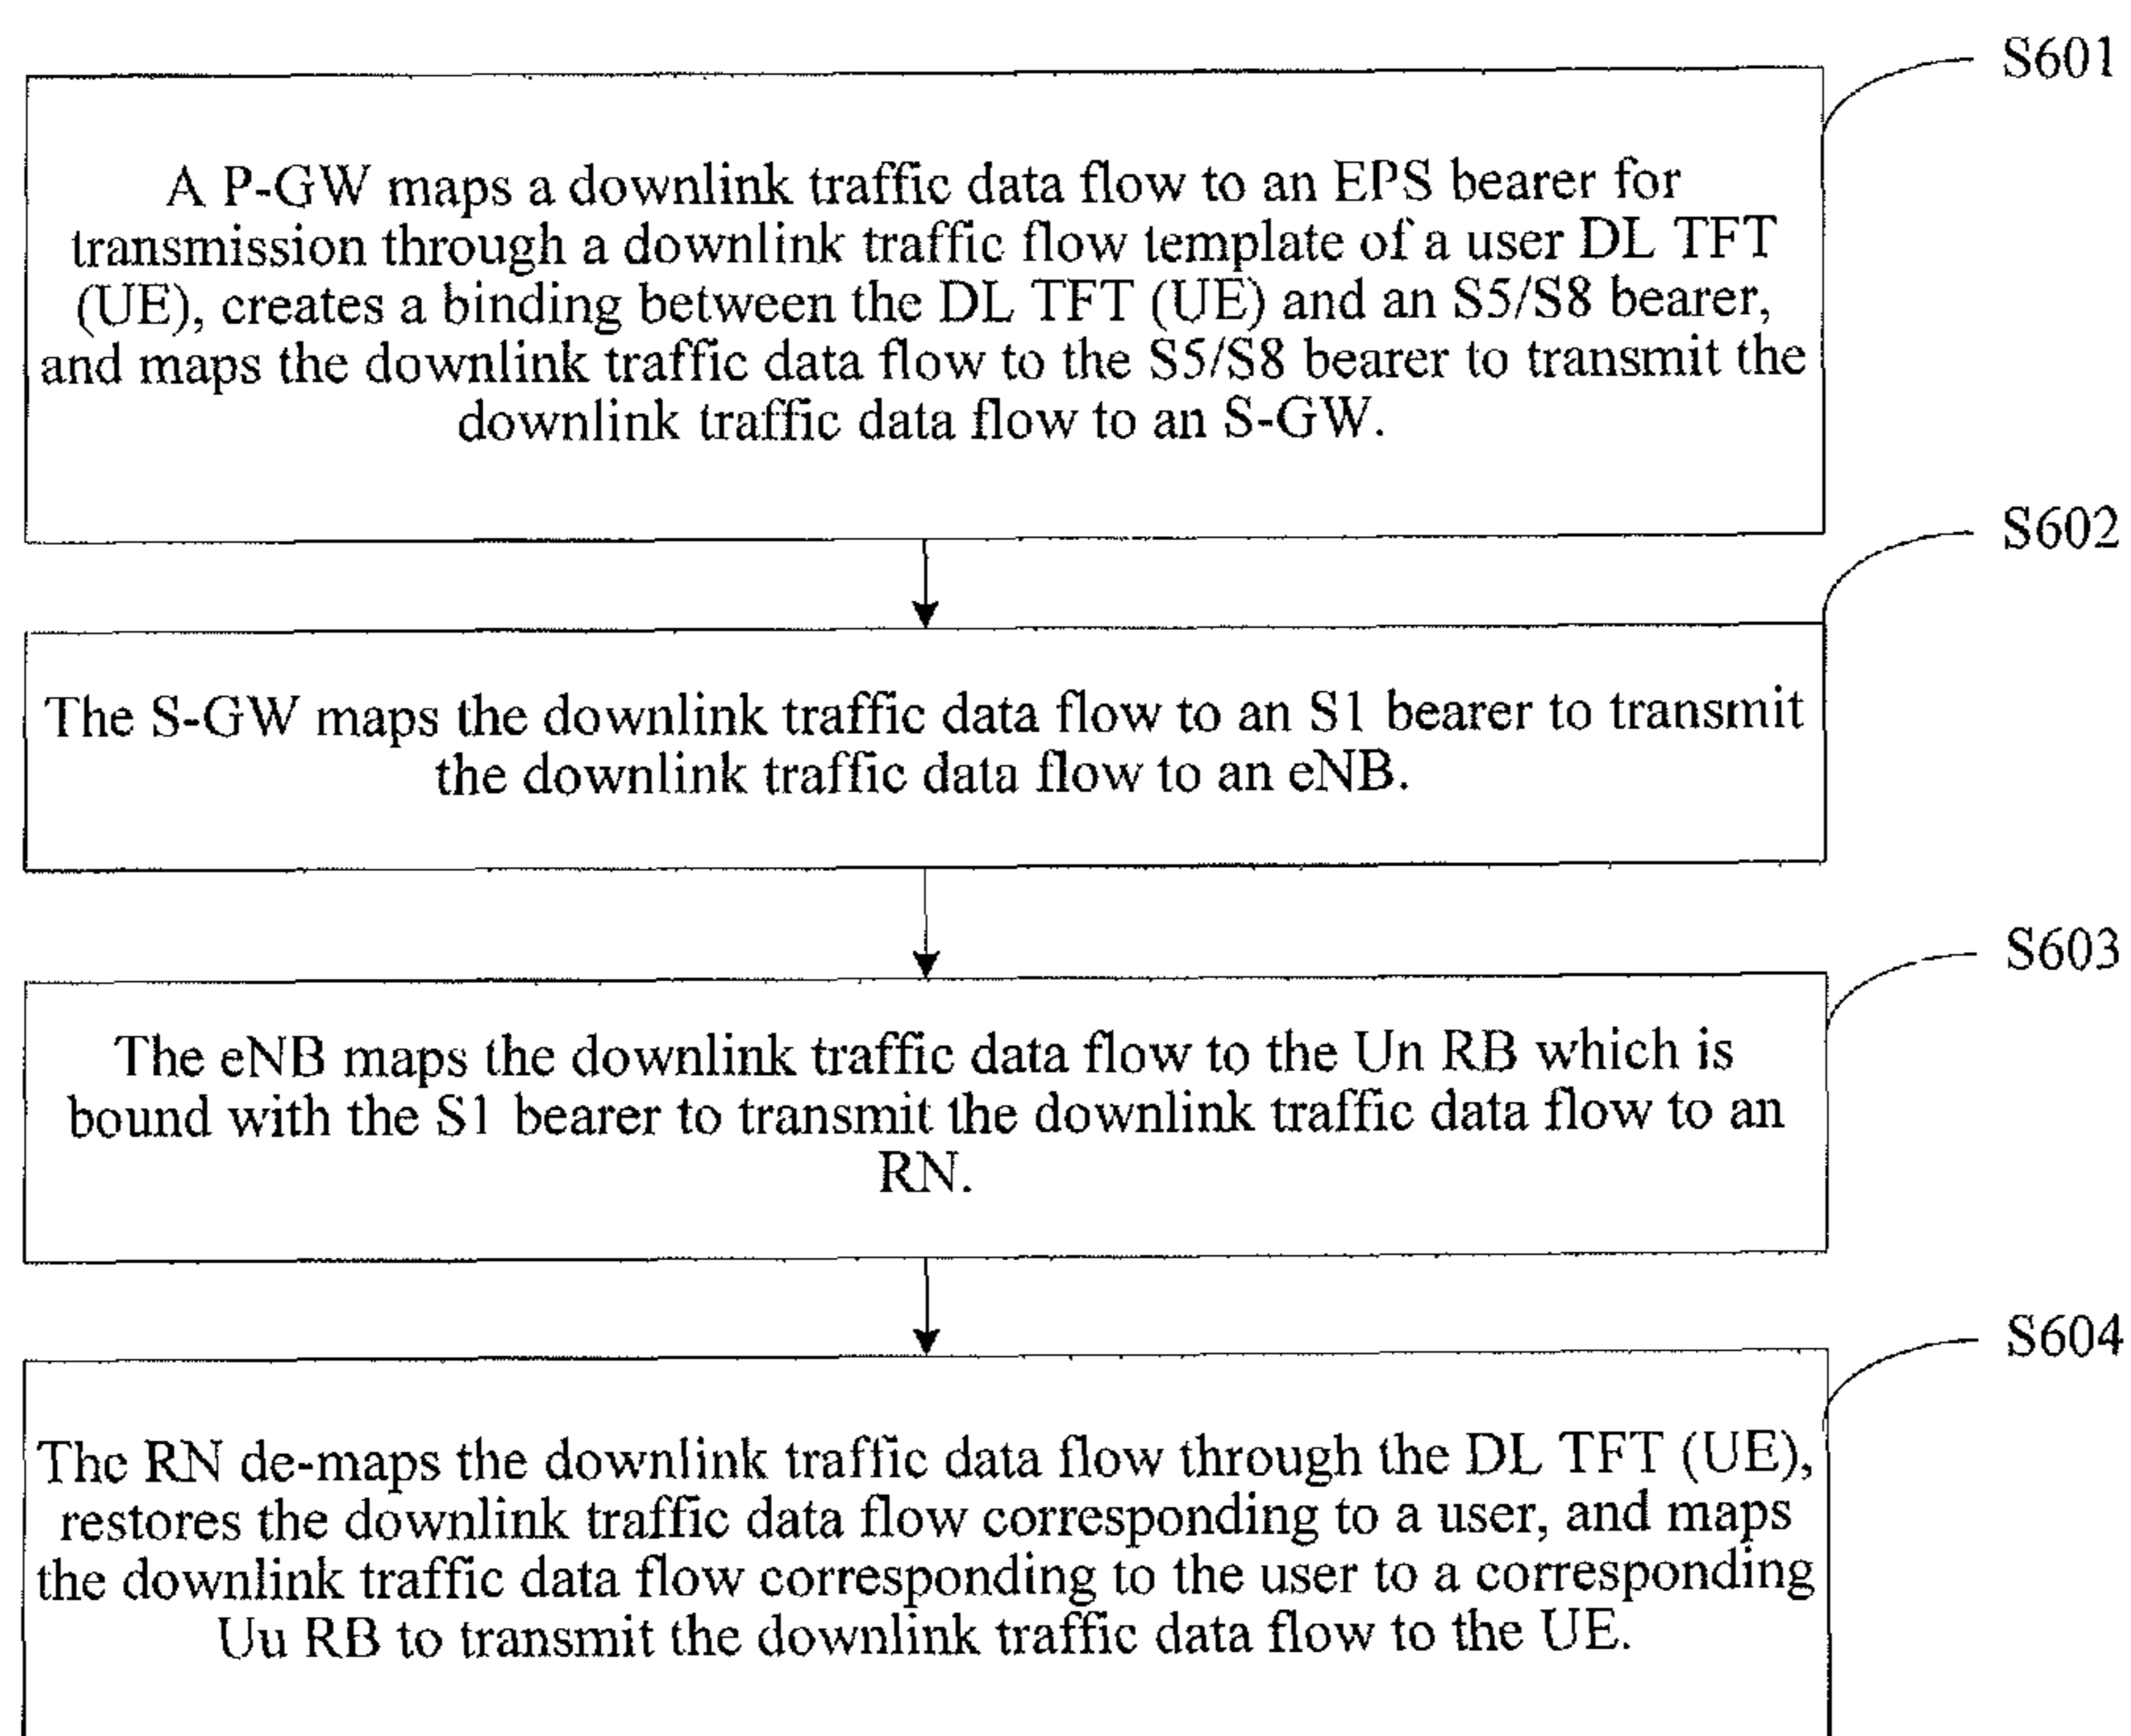 S601
A P-GW maps a downlink traffic data flow to an EPS bearer for
transmission through a downlink traffic flow template of a user DL TFT
(UE), creates a binding between the DL TFT (UE) and an S5/S8 bearer,
and maps the downlink traffic data flow to the S5/S8 bearer to transmit the
downlink traffic data flow to an S-GW.
S602
The S-GW maps the downlink traffic data flow to an S1 bearer to transmit
the downlink traffic data flow to an eNB.
S603
The eNB maps the downlink traffic data flow to the Un RB which is
bound with the S1 bearer to transmit the downlink traffic data flow to an
RN.
S604
The RN de-maps the downlink traffic data flow through the DL TFT (UE),
restores the downlink traffic data flow corresponding to a user, and maps
the downlink traffic data flow corresponding to the user to a corresponding
Uu RB to transmit the downlink traffic data flow to the UE.